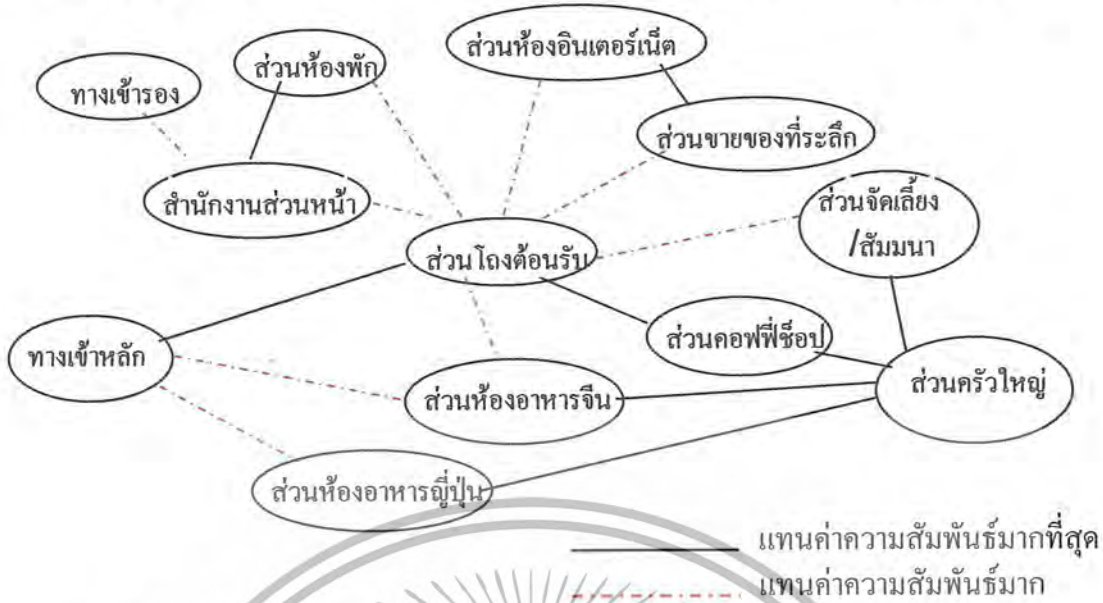 ส่วนห้องอินเตอร์เน็ต
ส่วนห้องพัก
ทางเข้ารอง
ส่วนขายของที่ระลึก
สำนักงานส่วนหน้า
ส่วนจัดเลี้ยง
/สัมมนา
ส่วนโถงต้อนรับ
ส่วนคอฟฟี่ช็อป
ทางเข้าหลัก
ส่วนครัวใหญ่
ส่วนห้องอาหารจีน
ส่วนห้องอาหารญี่ปุ่น
แทนค่าความสัมพันธ์มากที่สุด
แทนค่าความสัมพันธ์มาก